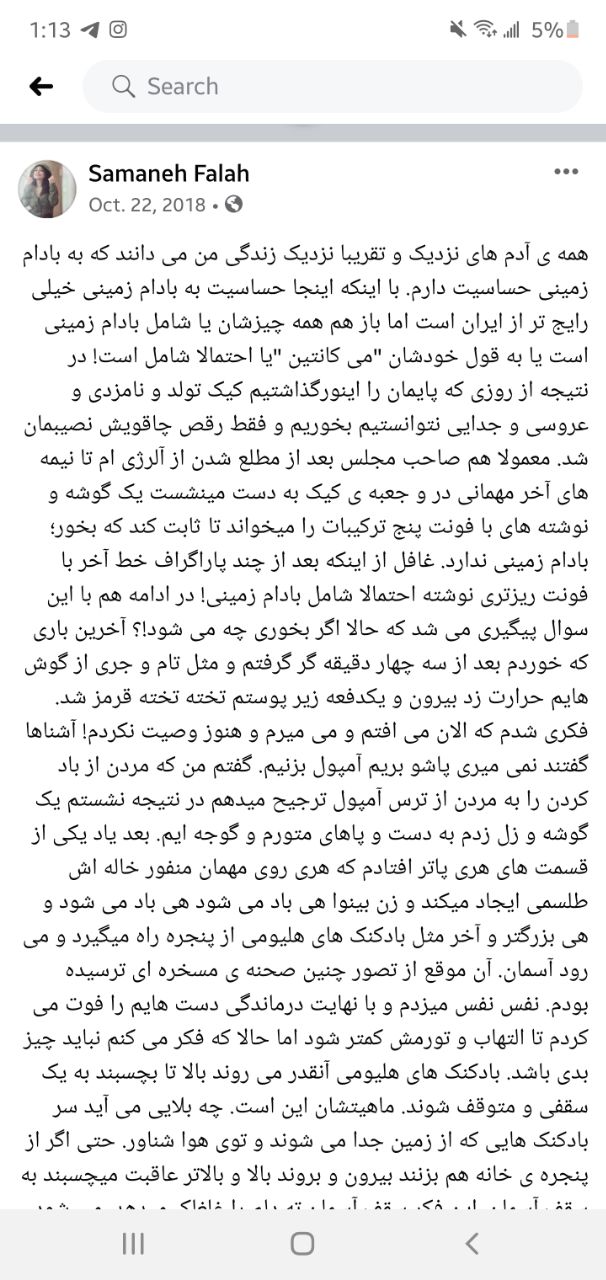 1:13
5%
Search
Samaneh Falah
Oct. 22, 2018 •
همه ی آدم های نزدیک و تقریبا نزدیک زندگی من می دانند که به بادام
زمینی حساسیت دارم. با اینکه اینجا حساسیت به بادام زمینی خیلی
رایج تر از ایران است اما باز هم همه چیزشان یا شامل بادام زمینی
است یا به قول خودشان "می کانتین "یا احتمالا شامل است! در
نتیجه از روزی که پایمان را اینورگذاشتیم کیک تولد و نامزدی و
عروسی و جدایی نتوانستیم بخوریم و فقط رقص چاقویش نصیبمان
شد. معمولا هم صاحب مجلس بعد از مطلع شدن از آلرژی ام تا نیمه
های آخر مهمانی در و جعبه ی کیک به دست مینشست یک گوشه و
نوشته های با فونت پنج ترکیبات را میخواند تا ثابت کند که بخور؛
بادام زمینی ندارد. غافل از اینکه بعد از چند پاراگراف خط آخر با
فونت ریزتری نوشته احتمالا شامل بادام زمینی! در ادامه هم با این
سوال پیگیری می شد که حالا اگر بخوری چه می شود!؟ آخرین باری
که خوردم بعد از سه چهار دقیقه گر گرفتم و مثل تام و جری از گوش
هایم حرارت زد بیرون و یکدفعه زیر پوستم تخته تخته قرمز شد.
فکری شدم که الان می افتم و می میرم و هنوز وصیت نکردم! آشناها
گفتند نمی میری پاشو بریم آمپول بزنیم. گفتم من که مردن از باد
کردن را به مردن از ترس آمپول ترجیح میدهم در نتیجه نشستم یک
گوشه و زل زدم به دست و پاهای متورم و گوجه ایم. بعد یاد یکی از
قسمت های هری پاتر افتادم که هری روی مهمان منفور خاله اش
طلسمی ایجاد میکند و زن بینوا هی باد می شود هی باد می شود و
هی بزرگتر و آخر مثل بادکنک های هلیومی از پنجره راه میگیرد و می
رود آسمان. آن موقع از تصور چنین صحنه ی مسخره ای ترسیده
بودم. نفس نفس میزدم و با نهایت درماندگی دست هایم را فوت می
کردم تا التهاب و تورمش کمتر شود اما حالا که فکر می کنم نباید چیز
بدی باشد. بادکنک های هلیومی آنقدر می روند بالا تا بچسبند به یک
سقفی و متوقف شوند. ماهیتشان این است. چه بلایی می آید سر
بادکنک هایی که از زمین جدا می شوند و توی هوا شناور. حتی اگر از
پنجره ی خانه هم بزنند بیرون و بروند بالا و بالاتر عاقبت میچسبند به